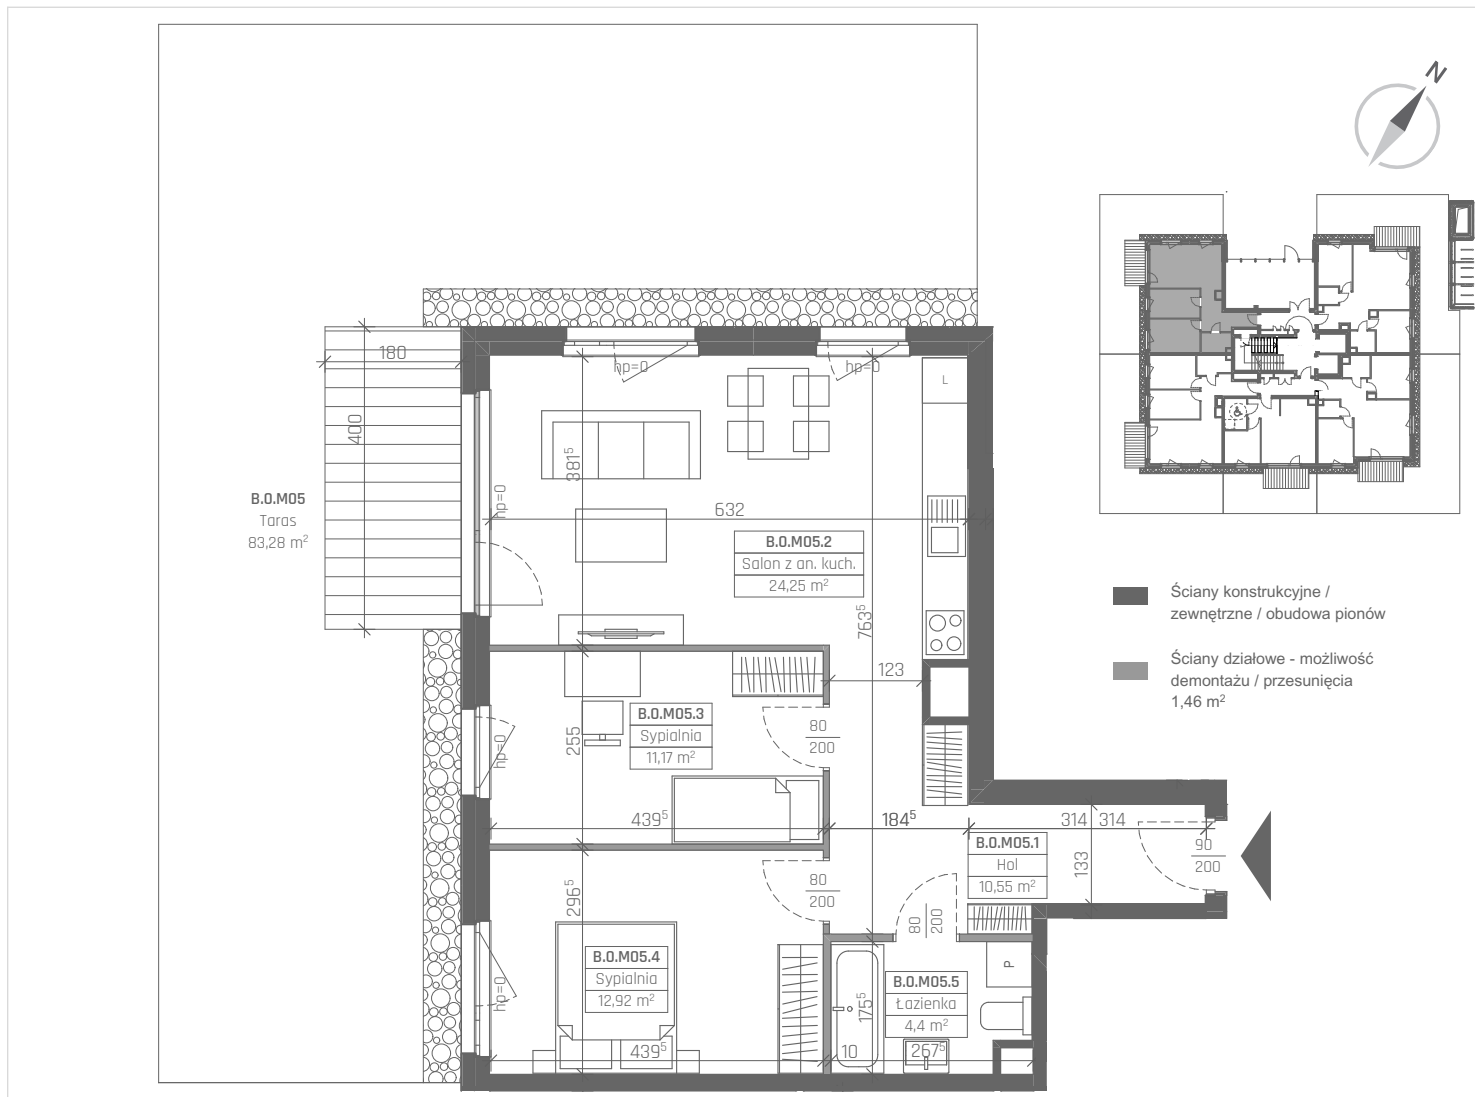 N
180
400
B.0.M05
Taras
83,28 m²
hp=0
hp=0
L
381⁵
hp=0
632
B.0.M05.2
Salon z an. kuch.
24,25 m²
763⁵
123
Ściany konstrukcyjne /
zewnętrzne / obudowa pionów
Ściany działowe - możliwość
demontażu / przesunięcia
1,46 m²
B.0.M05.3
Sypialnia
11,17 m²
255
hp=0
80
200
439⁵
184⁵
314
314
B.0.M05.1
Hol
10,55 m²
133
90
200
296⁵
80
200
80
200
B.0.M05.4
Sypialnia
12,92 m²
hp=0
439⁵
10
175⁵
B.0.M05.5
Łazienka
4,4 m²
P
267⁵